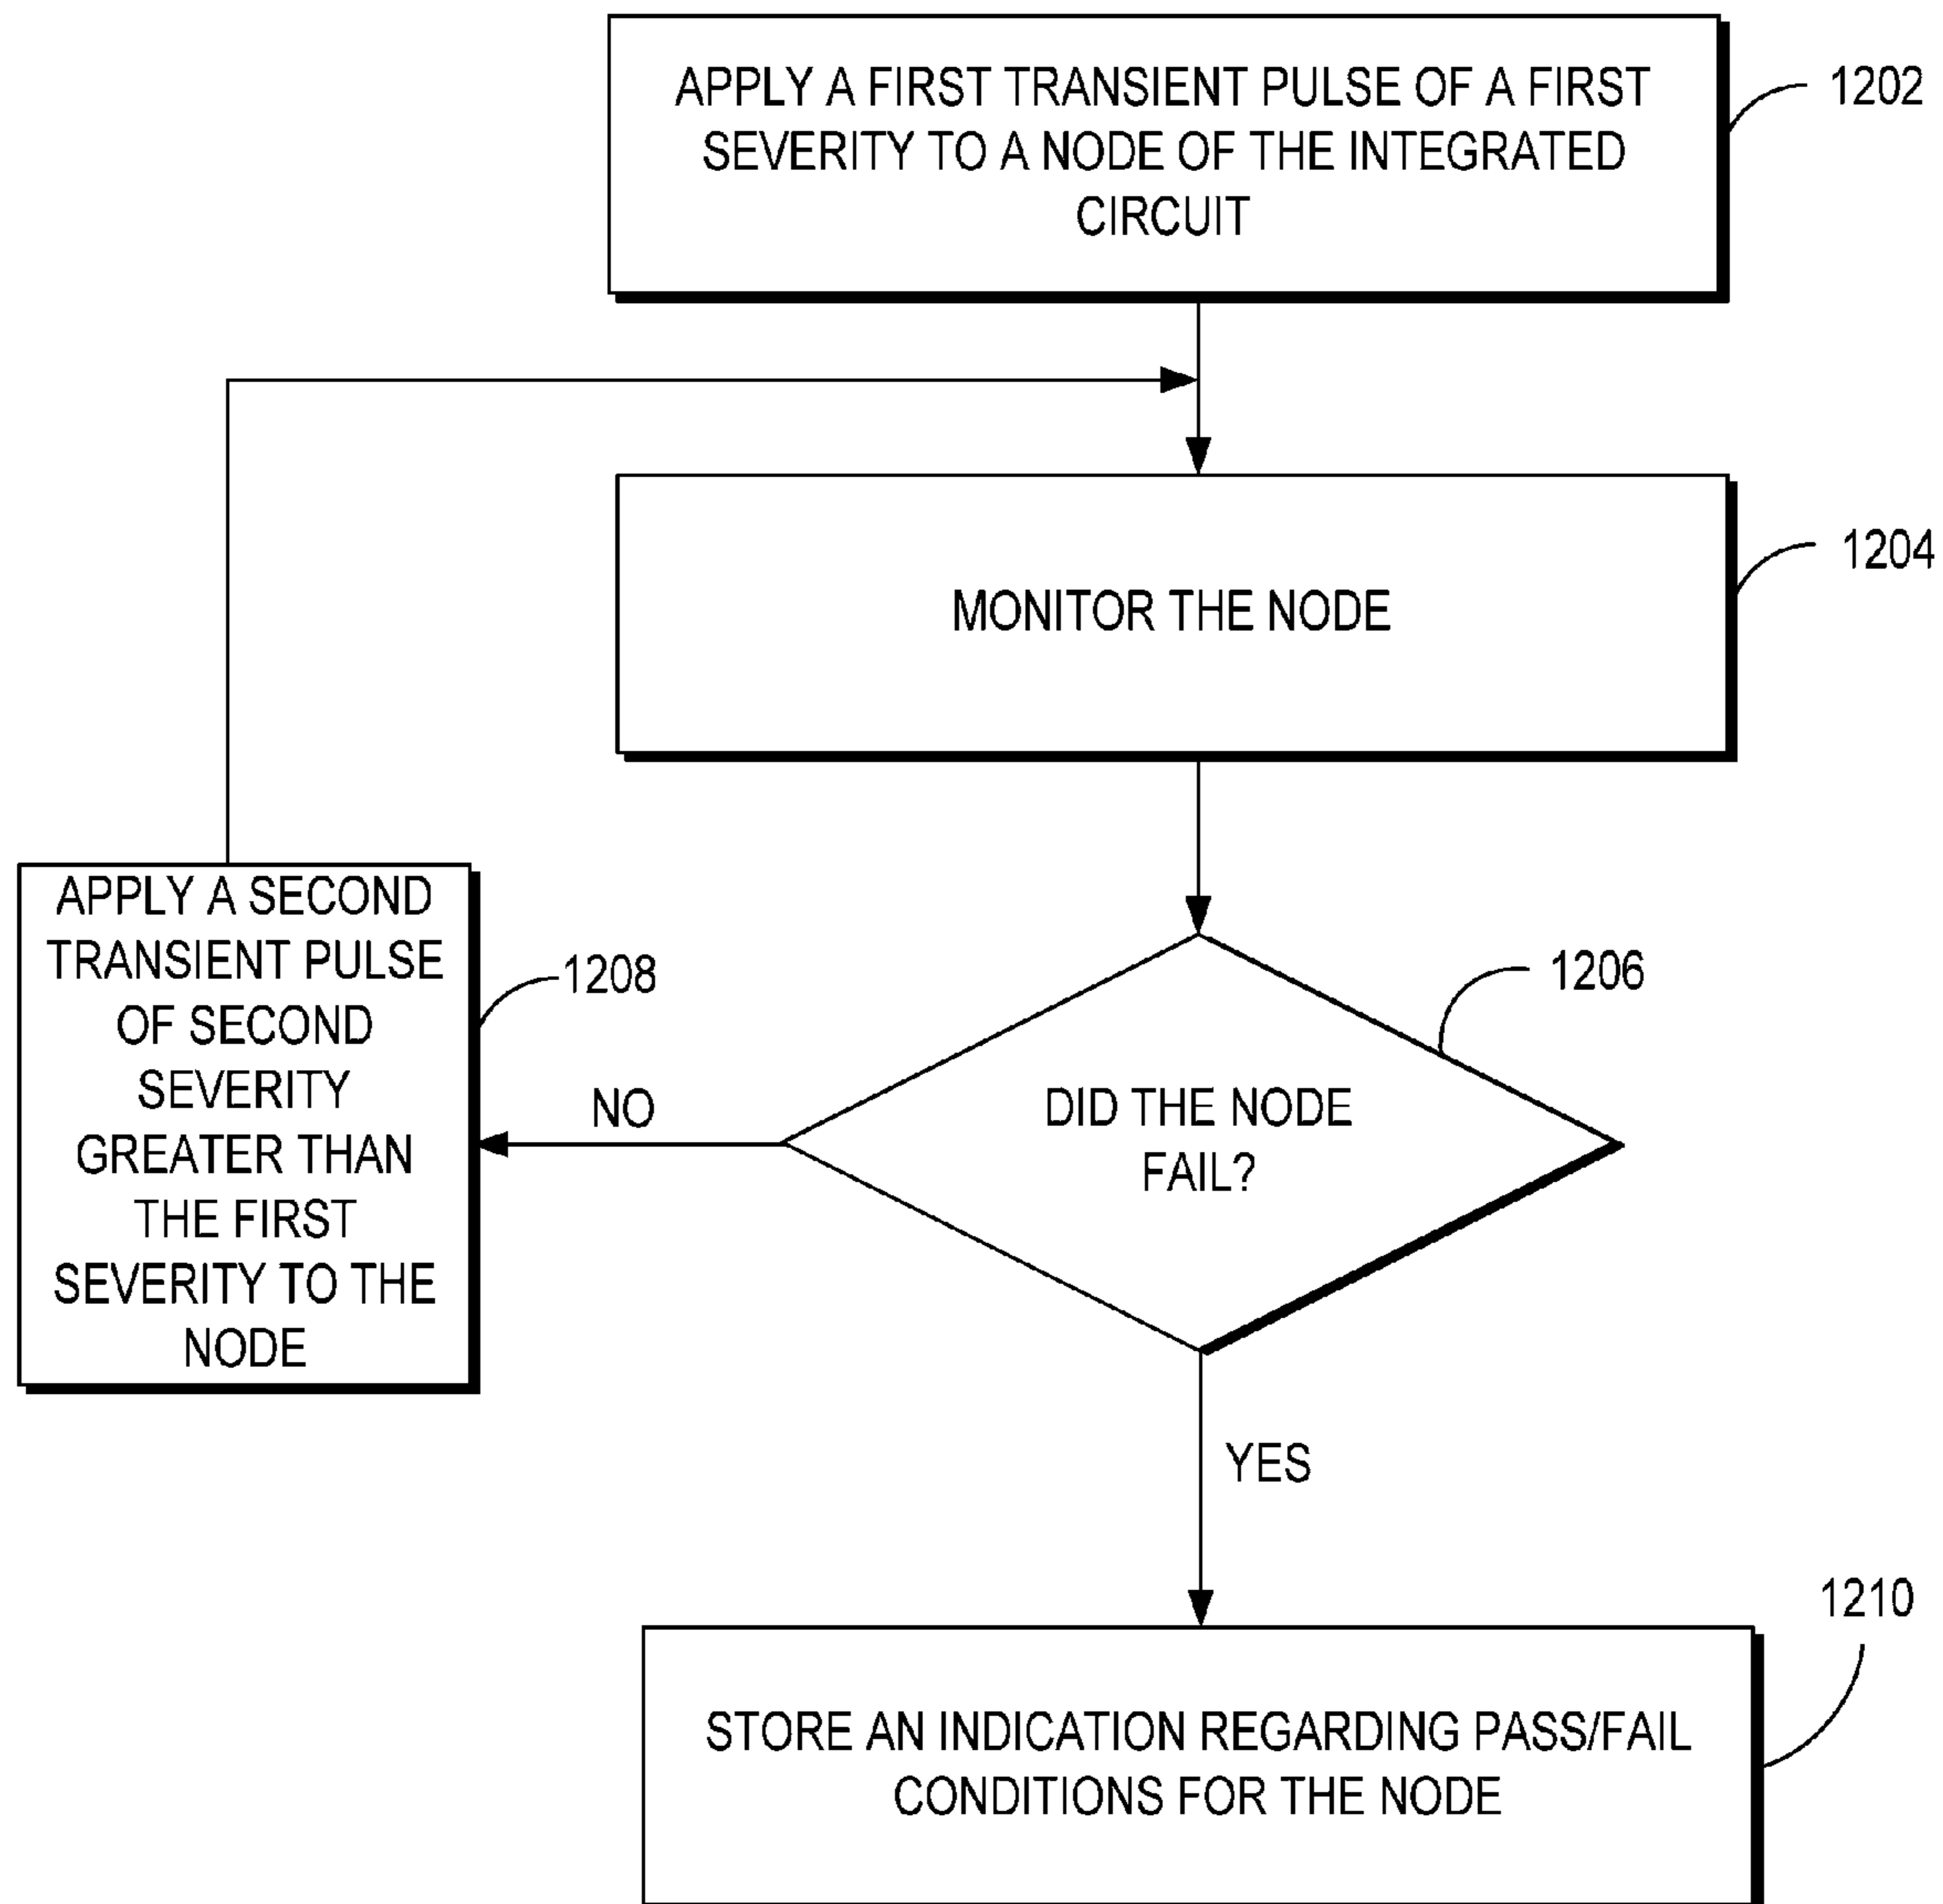 APPLY A FIRST TRANSIENT PULSE OF A FIRST
SEVERITY TO A NODE OF THE INTEGRATED
CIRCUIT
1202
MONITOR THE NODE
1204
DID THE NODE
FAIL?
1206
NO
APPLY A SECOND
TRANSIENT PULSE
OF SECOND
SEVERITY
GREATER THAN
THE FIRST
SEVERITY TO THE
NODE
1208
YES
STORE AN INDICATION REGARDING PASS/FAIL
CONDITIONS FOR THE NODE
1210